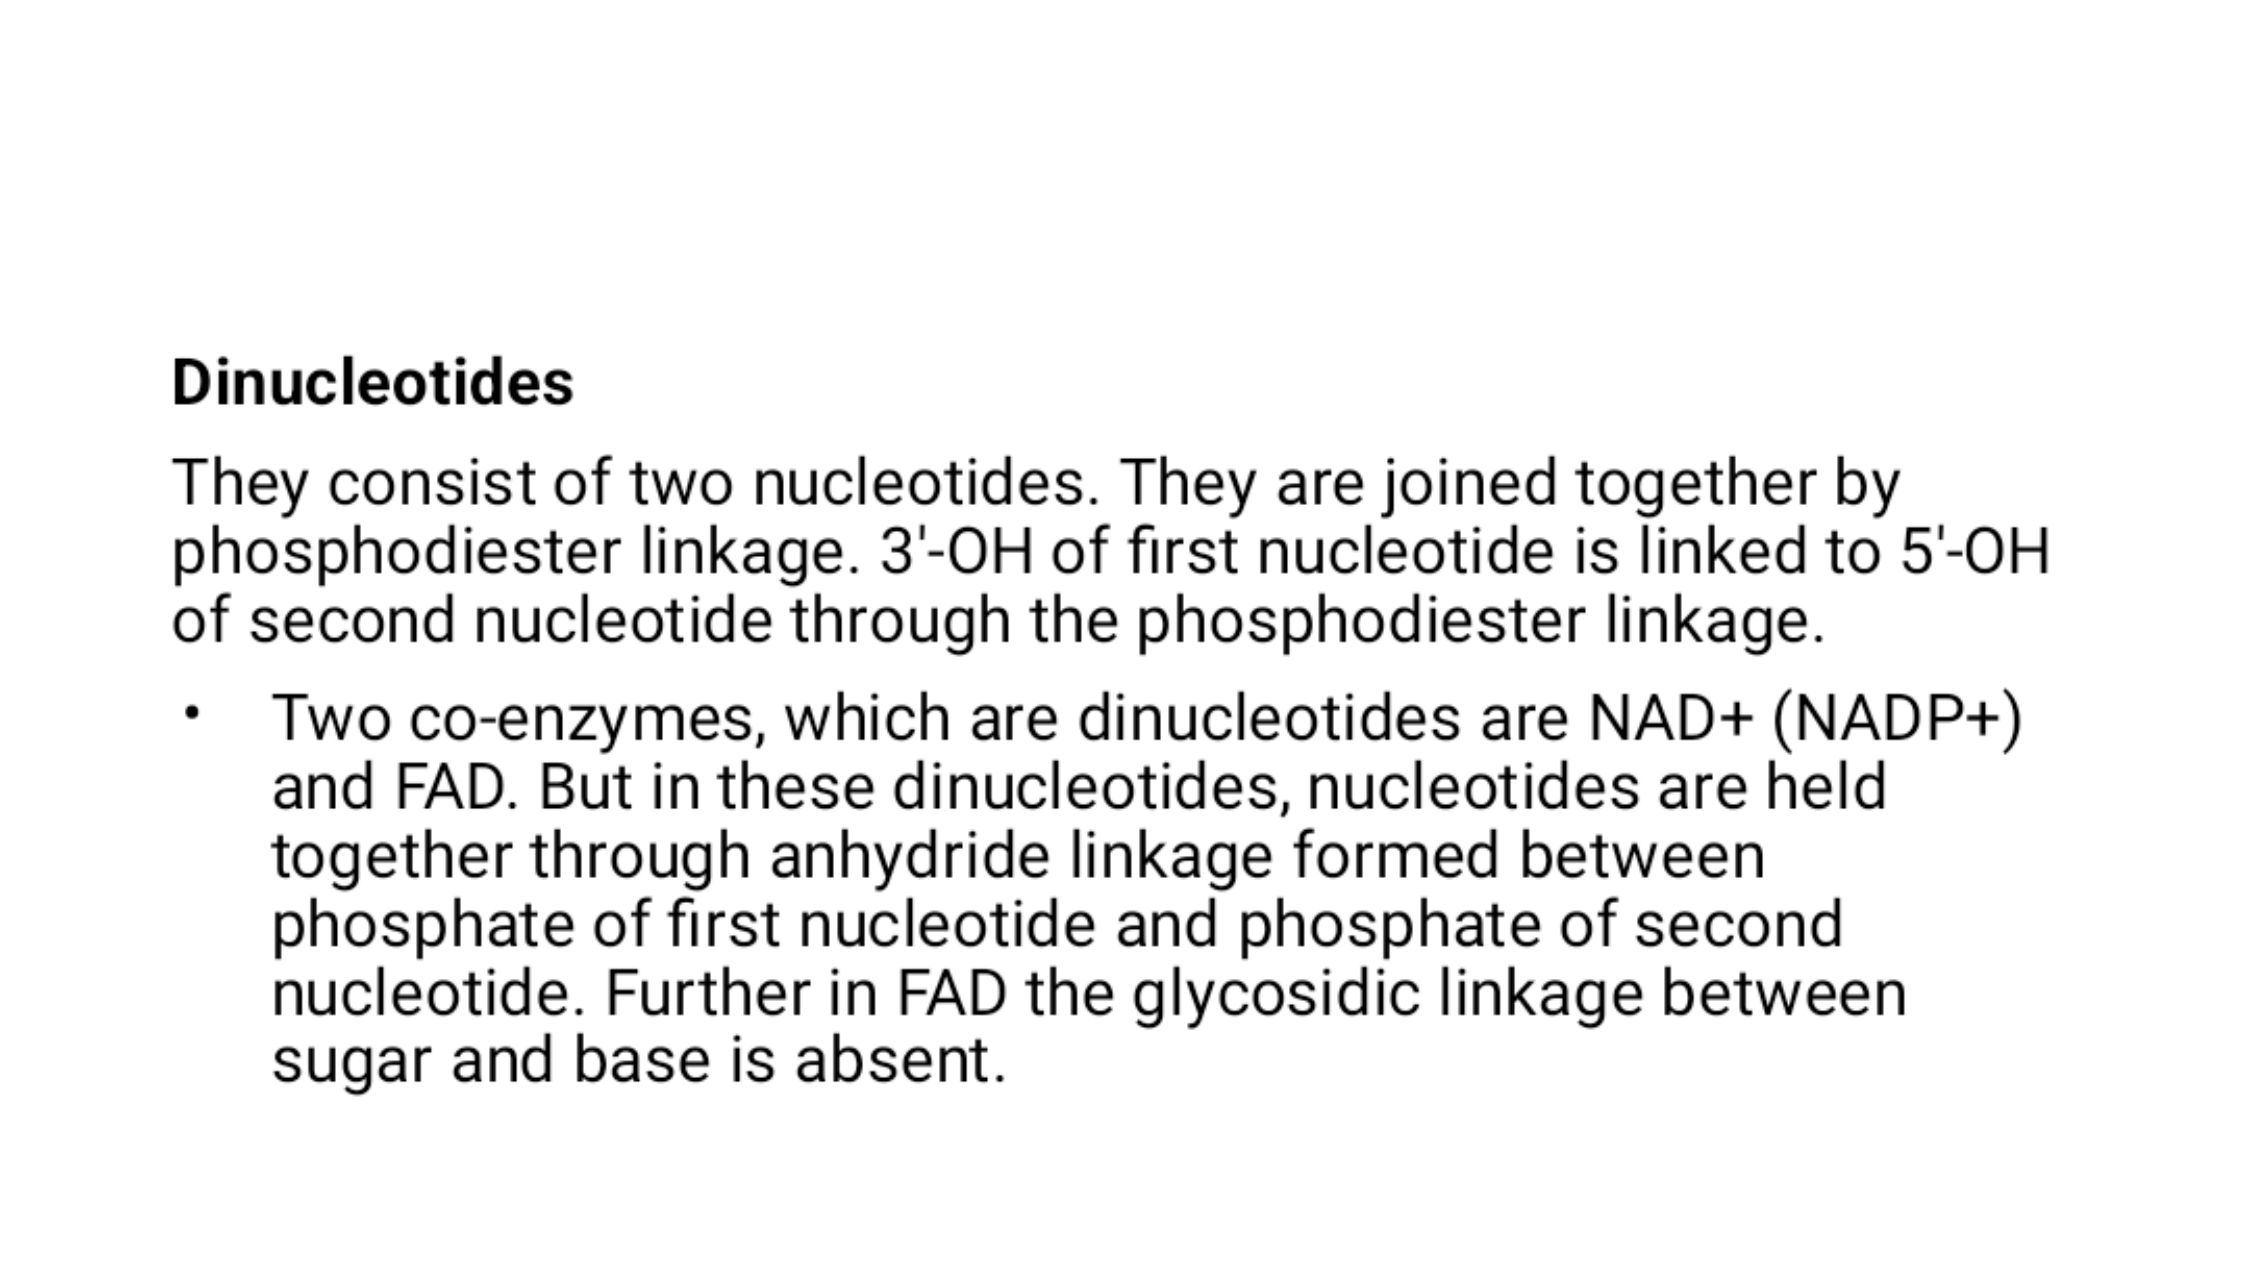 Dinucleotides
They consist of two nucleotides. They are joined together by
phosphodiester linkage. 3'-OH of first nucleotide is linked to 5'-OH
of second nucleotide through the phosphodiester linkage.
• Two co-enzymes, which are dinucleotides are NAD+ (NADP+)
and FAD. But in these dinucleotides, nucleotides are held
together through anhydride linkage formed between
phosphate of first nucleotide and phosphate of second
nucleotide. Further in FAD the glycosidic linkage between
sugar and base is absent.